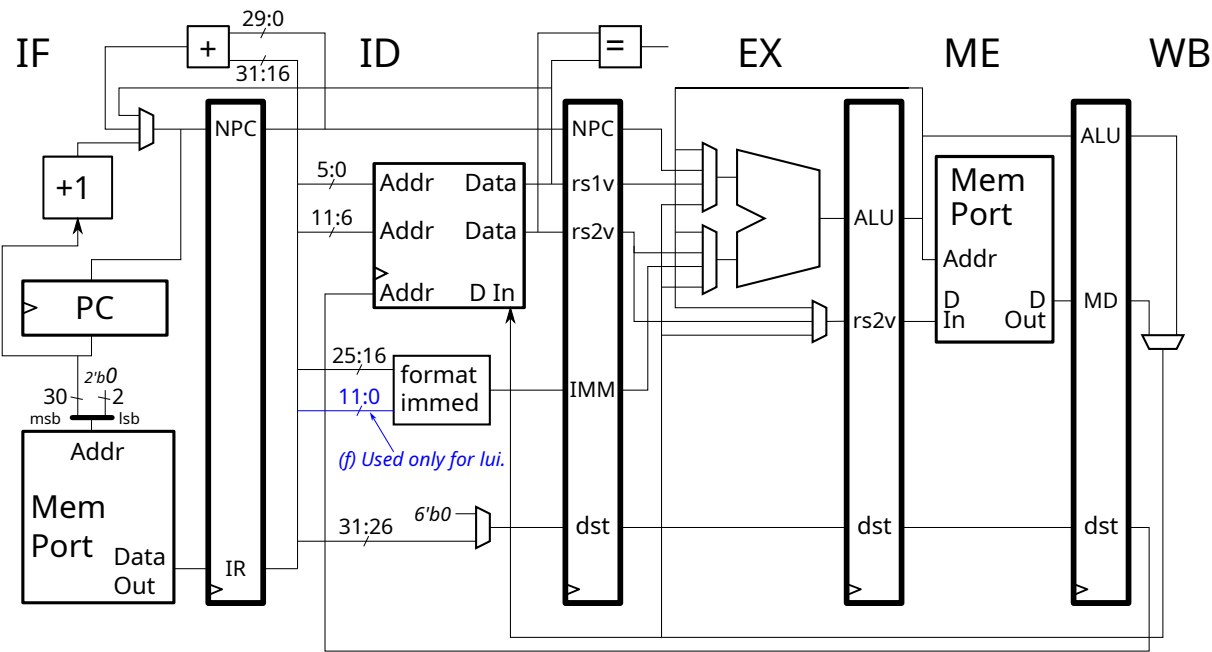 IF
ID
EX
ME
WB
29:0
+
31:16
=
NPC
NPC
ALU
+1
5:0
Addr
Data
rs1v
Mem
Port
11:6
Addr
Data
rs2v
ALU
Addr
PC
Addr
D In
D
In
D
Out
MD
rs2v
2'b0
30
2
msb
lsb
25:16
format
immed
11:0
IMM
(f) Used only for lui.
Addr
Mem
Port
Data
Out
6'b0
31:26
dst
dst
dst
IR